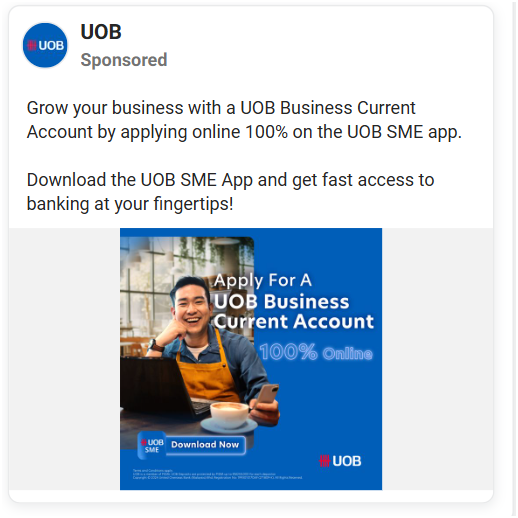 UOB
UOB
Sponsored
Grow your business with a UOB Business Current
Account by applying online 100% on the UOB SME app.
Download the UOB SME App and get fast access to
banking at your fingertips!
Apply For A
UOB Business
Current Account
100% Online
UOB
SME
Download Now
UOB